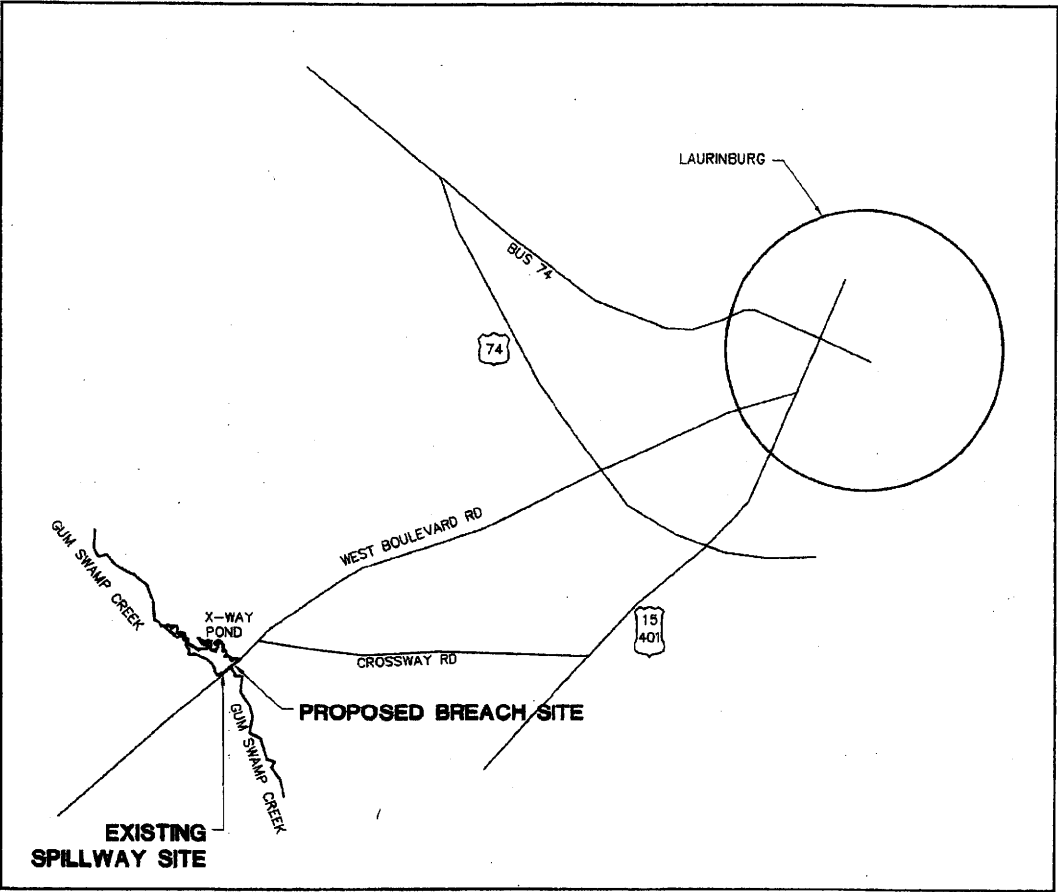 LAURINBURG
BUS 74
74
WEST BOULEVARD RD
GUM SWAMP CREEK
X-WAY
POND
15
401
CROSSWAY RD
PROPOSED BREACH SITE
GUM SWAMP CREEK
EXISTING
SPILLWAY SITE